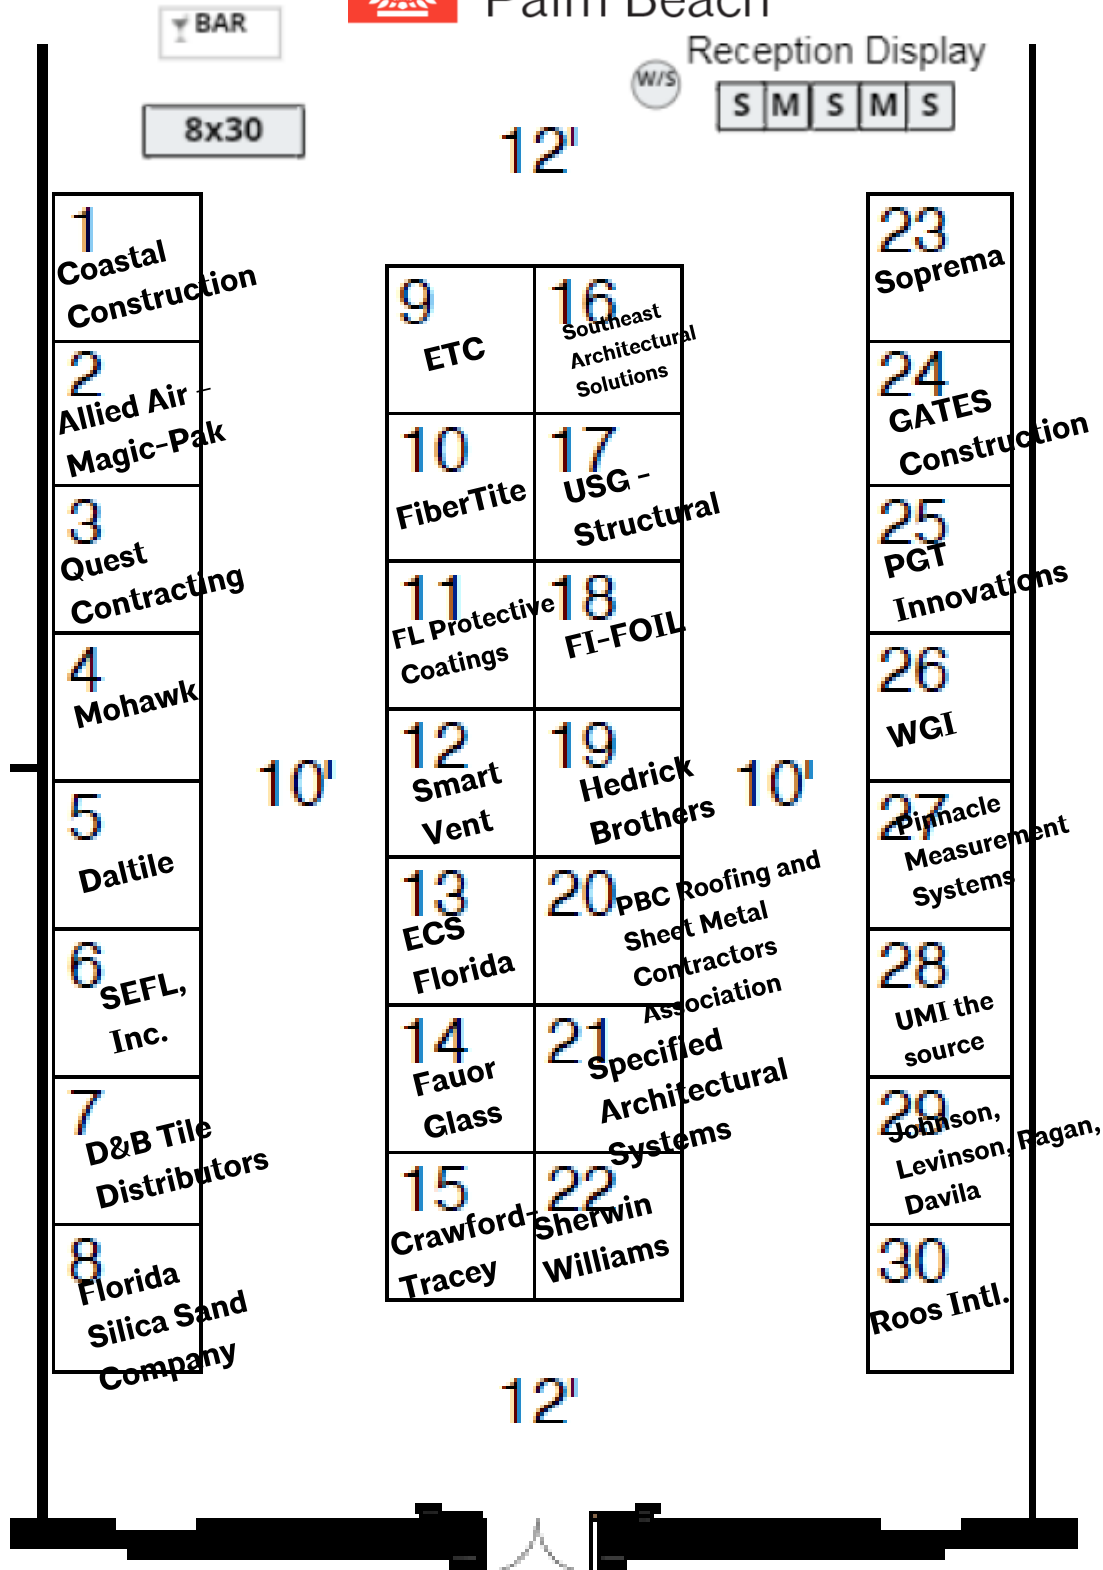 Palm Beach
BAR
Reception Display
W/S
S M S M S
8x30
12'
1
Coastal
Construction
2
Allied Air –
Magic-Pak
3
Quest
Contracting
4
Mohawk
5
Daltile
6
SEFL,
Inc.
7
D&B Tile
Distributors
8
Florida
Silica Sand
Company
10'
9
ETC
10
FiberTite
11
FL Protective
Coatings
12
Smart
Vent
13
ECS
Florida
14
Fauor
Glass
15
Crawford-
Tracey
16
Southeast
Architectural
Solutions
17
USG -
Structural
18
FI-FOIL
19
Hedrick
Brothers
20
PBC Roofing and
Sheet Metal
Contractors
Association
21
Specified
Architectural
Systems
22
Sherwin
Williams
10'
23
Soprema
24
GATES
Construction
25
PGT
Innovations
26
WGI
27
Pinnacle
Measurement
Systems
28
UMI the
source
29
Johnson,
Levinson, Ragan,
Davila
30
Roos Intl.
12'